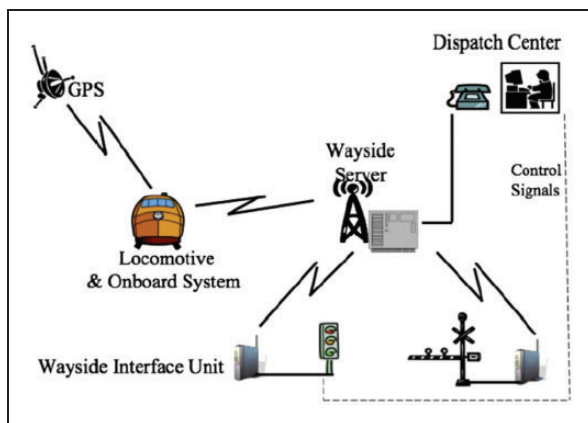 Dispatch Center
GPS
Wayside
Server
Control
Signals
Locomotive
& Onboard System
Wayside Interface Unit